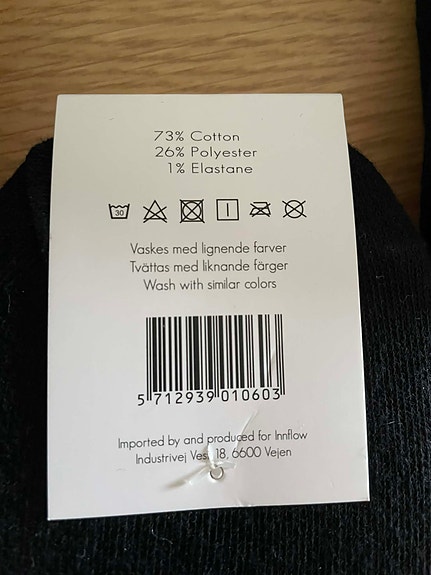 73% Cotton
26% Polyester
1% Elastane
30
Vaskes med lignende farver
Tvättas med liknande färger
Wash with similar colors
5 712939 010603
Imported by and produced for Innflow
Industrivej Vest 18, 6600 Vejen